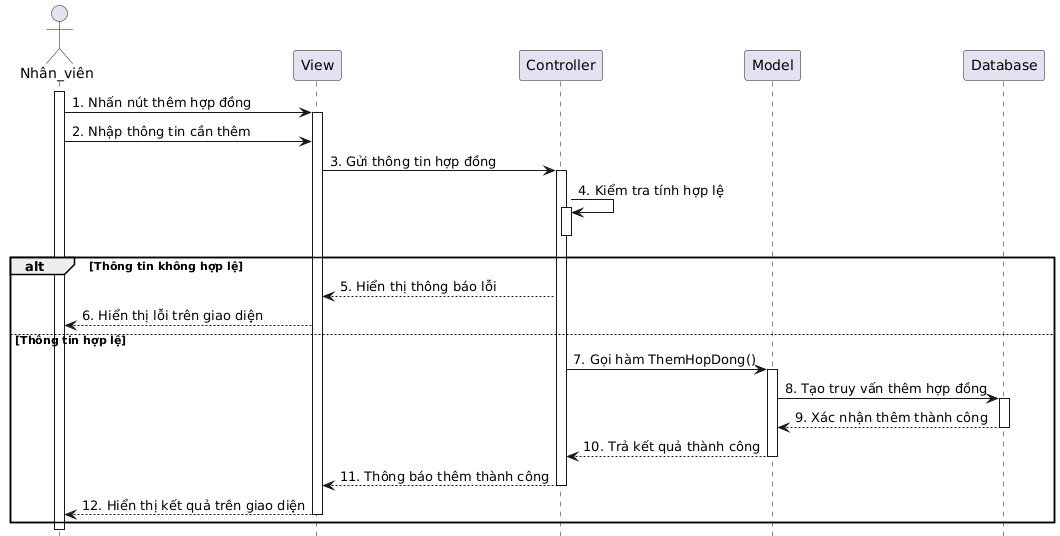 Nhân_viên
View
Controller
Model
Database
1. Nhấn nút thêm hợp đồng
2. Nhập thông tin cần thêm
3. Gửi thông tin hợp đồng
4. Kiểm tra tính hợp lệ
alt [Thông tin không hợp lệ]
5. Hiển thị thông báo lỗi
6. Hiển thị lỗi trên giao diện
[Thông tin hợp lệ]
7. Gọi hàm ThemHopDong()
8. Tạo truy vấn thêm hợp đồng
9. Xác nhận thêm thành công
10. Trả kết quả thành công
11. Thông báo thêm thành công
12. Hiển thị kết quả trên giao diện